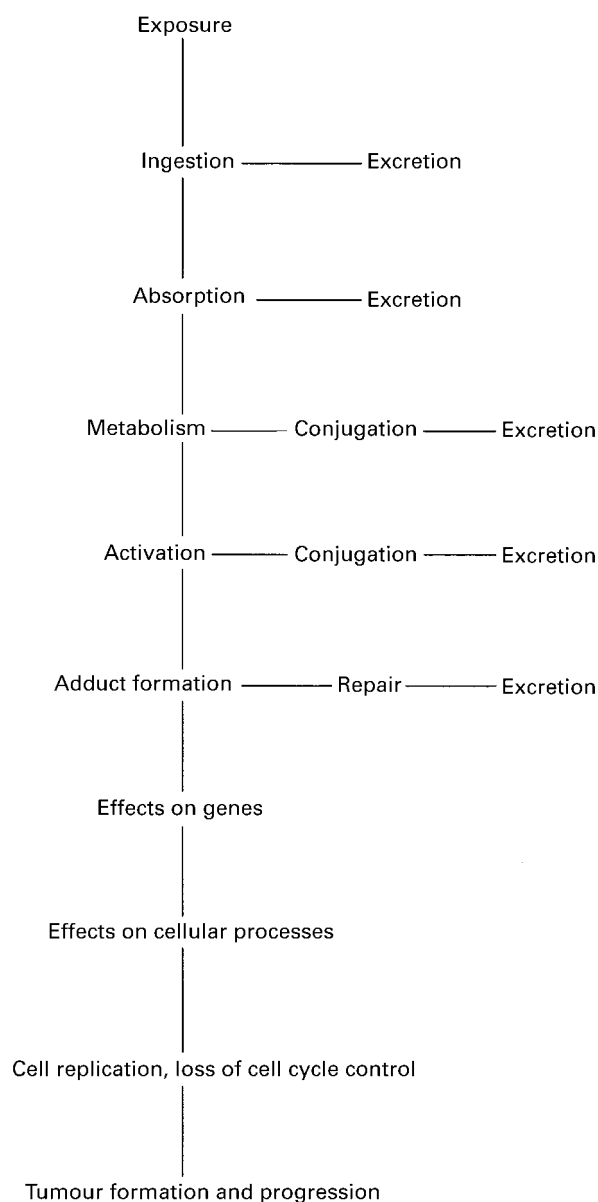 Exposure
Ingestion Excretion
Absorption Excretion
Metabolism Conjugation Excretion
Activation Conjugation Excretion
Adduct formation Repair Excretion
Effects on genes
Effects on cellular processes
Cell replication, loss of cell cycle control
Tumour formation and progression